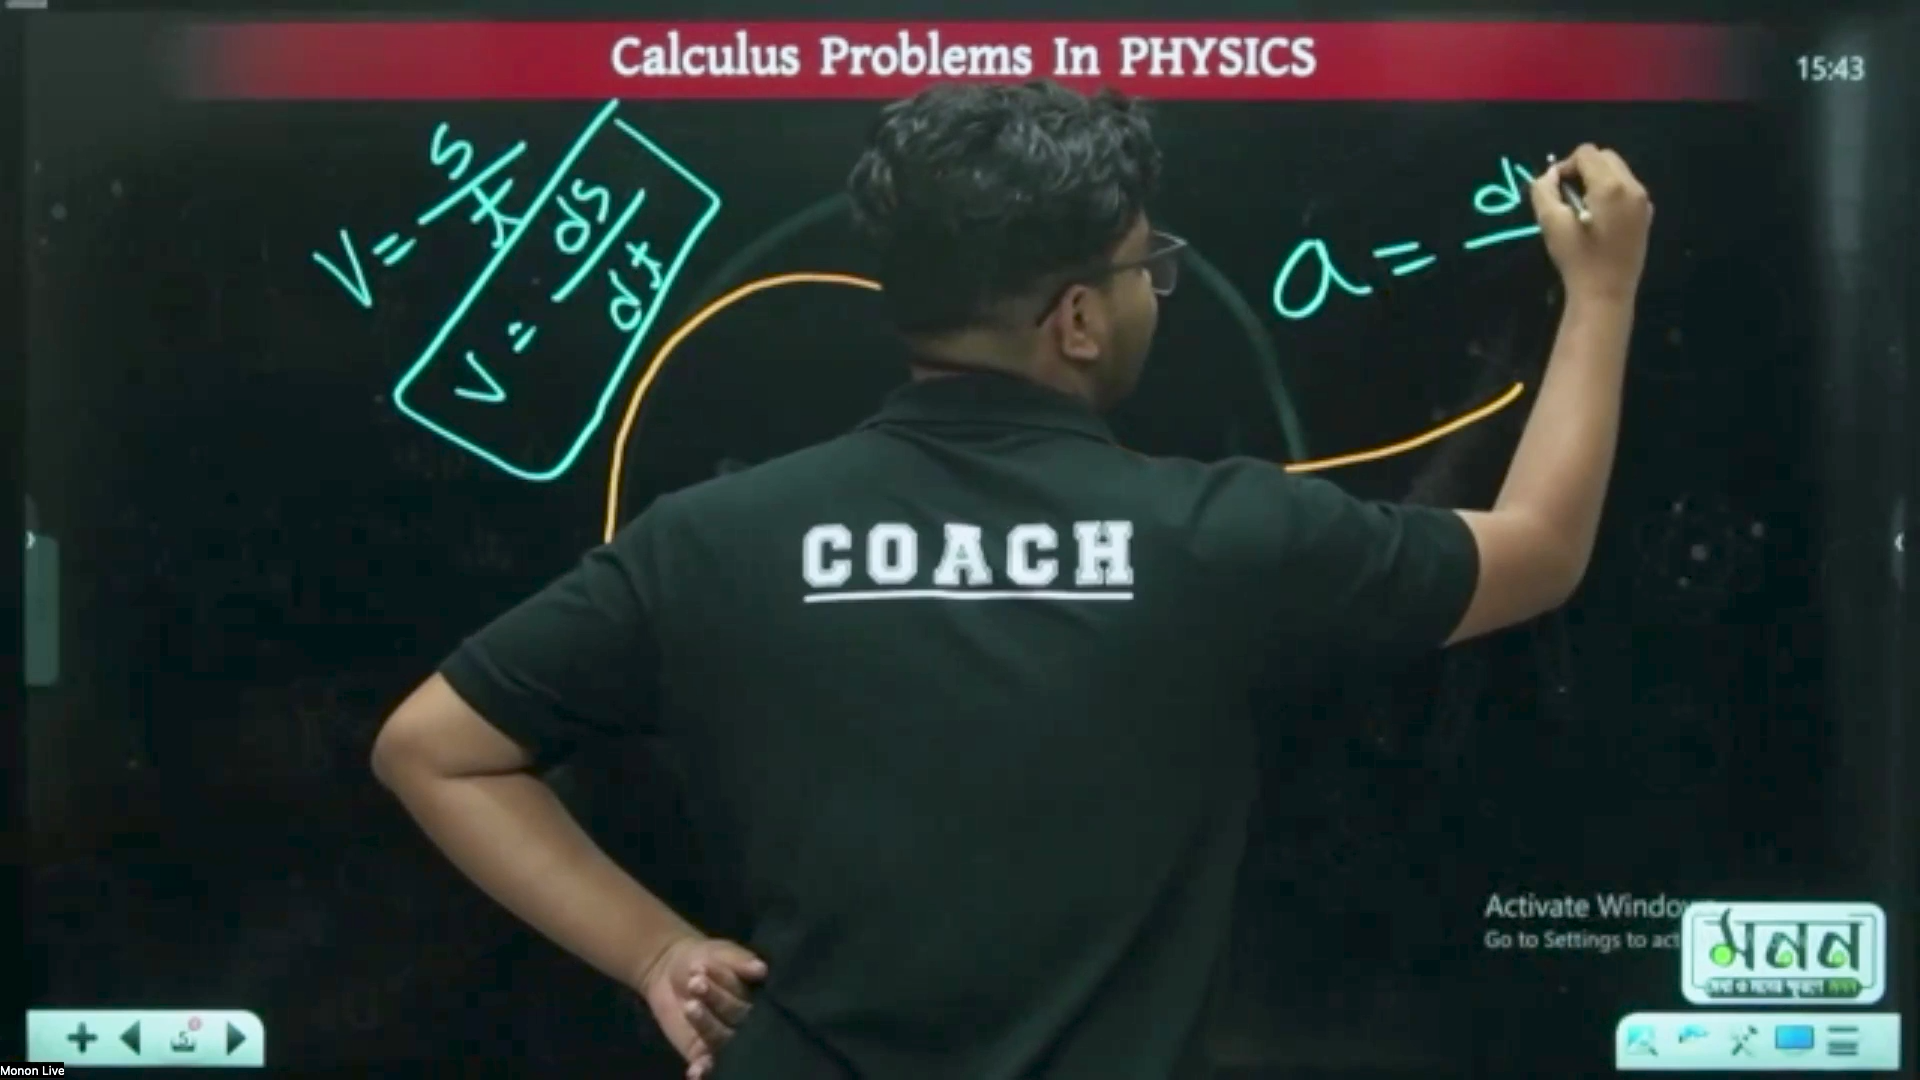 Calculus Problems In PHYSICS
15:43
V = s/t
V = ds/dt
a = dv
COACH
Activate Windows
Go to Settings to act
মনন
Monon Live